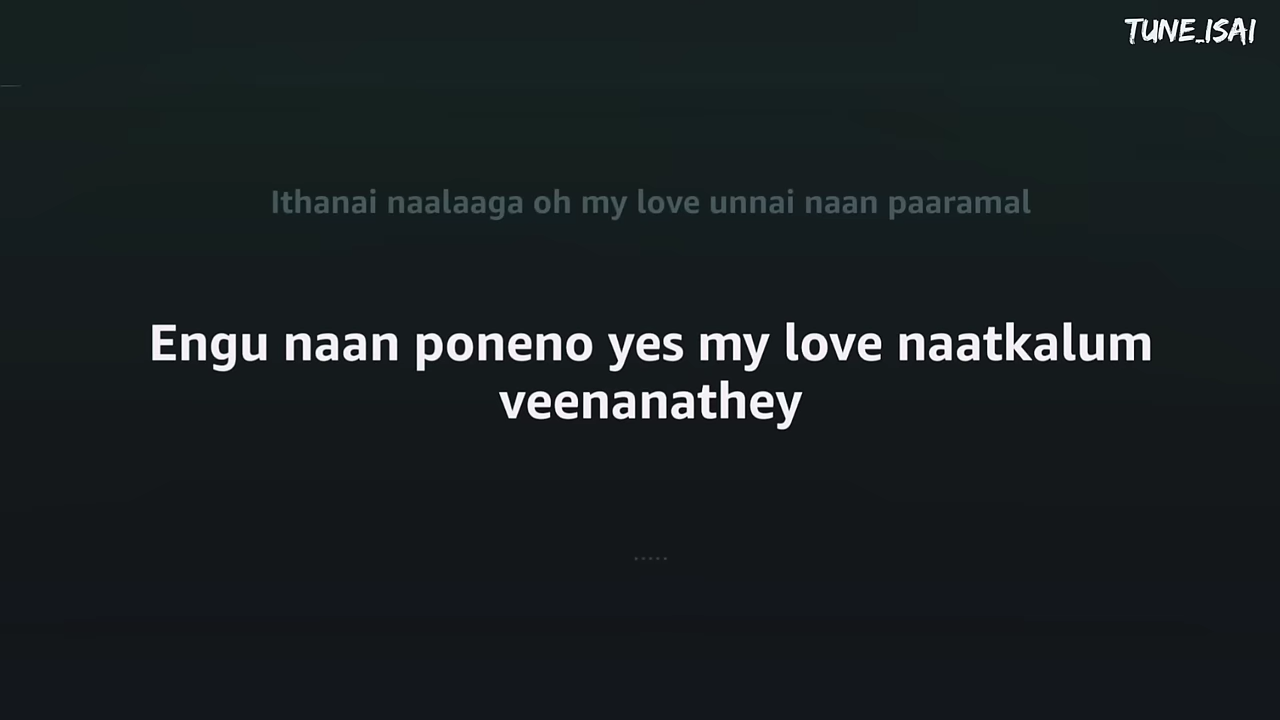 TUNE_ISAI
Ithanai naalaaga oh my love unnai naan paaramal
Engu naan poneno yes my love naatkalum
veenanathey
.....